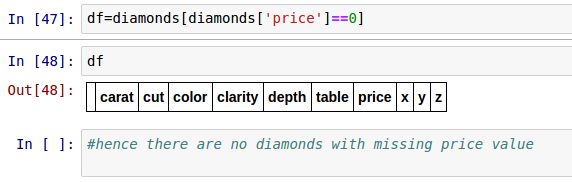 In [47]: df=diamonds[diamonds['price']==0]
In [48]: df
Out[48]: carat cut color clarity depth table price x y z
In [ ]: #hence there are no diamonds with missing price value